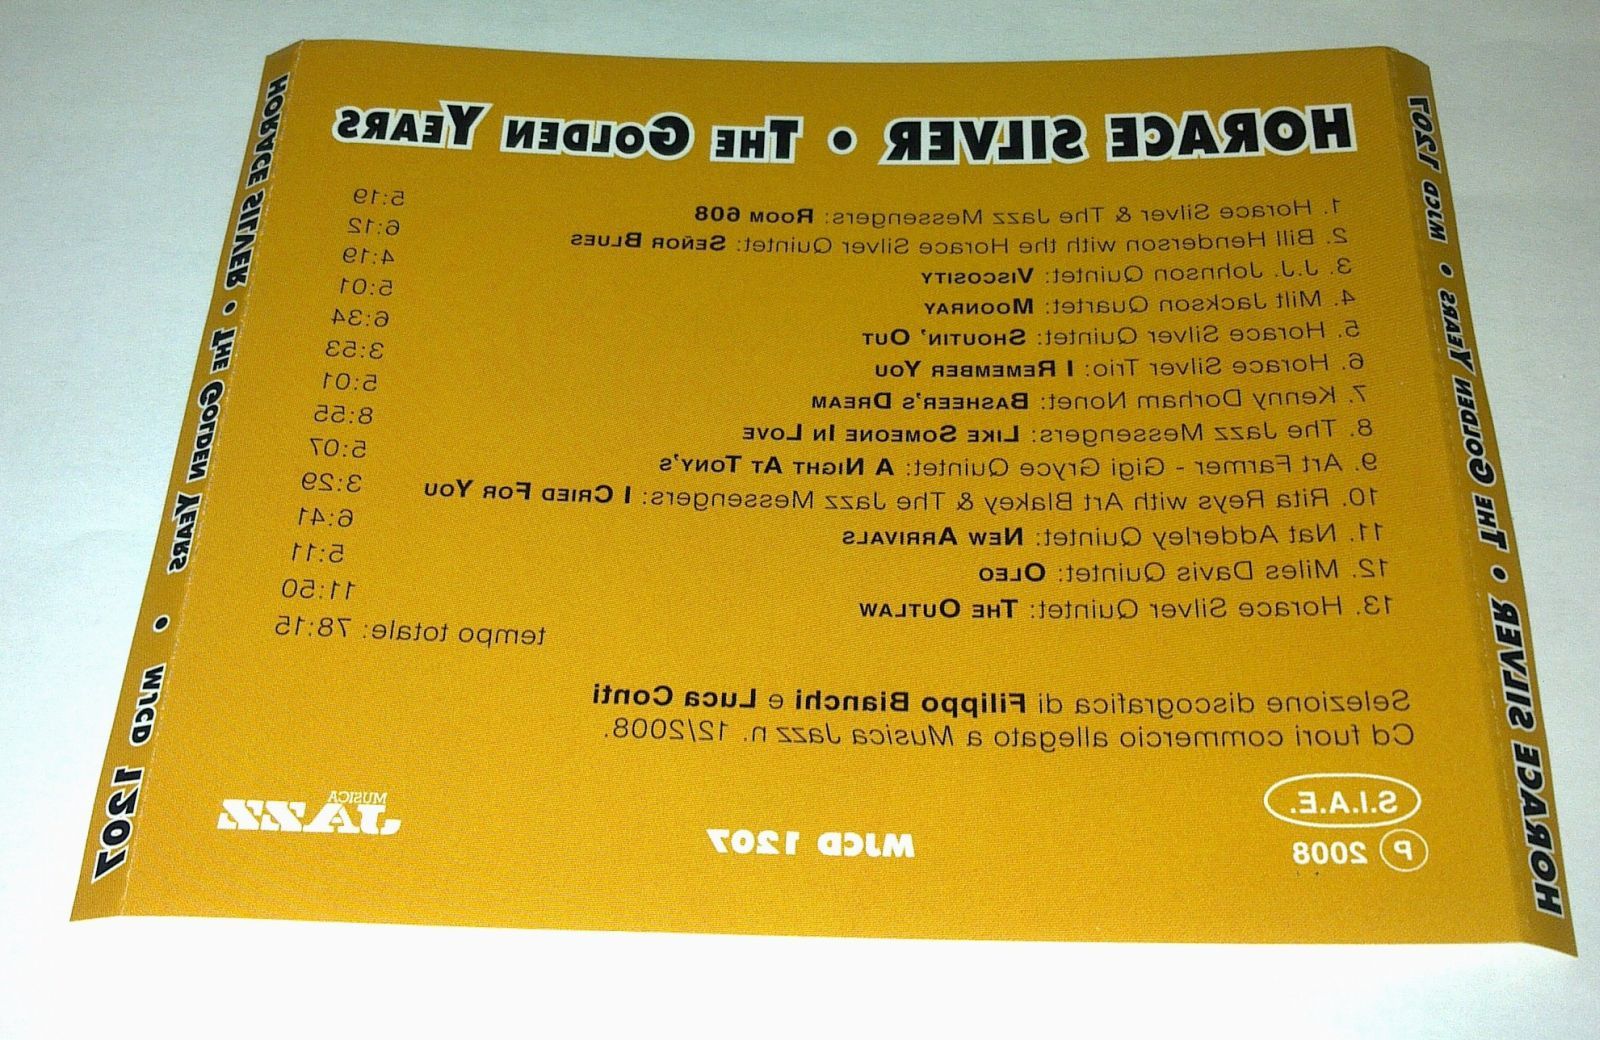 HORACE SILVER • THE GOLDEN YEARS
1. Horace Silver & The Jazz Messengers: ROOM 608 5:19
2. Bill Henderson with the Horace Silver Quintet: SEÑOR BLUES 6:12
3. J.J. Johnson Quintet: VISCOSITY 4:19
4. Milt Jackson Quartet: MOONRAY 5:01
5. Horace Silver Quintet: SHOUTIN' OUT 6:34
6. Horace Silver Trio: I REMEMBER YOU 3:53
7. Kenny Dorham Nonet: BASHEER'S DREAM 5:01
8. The Jazz Messengers: LIKE SOMEONE IN LOVE 8:55
9. Art Farmer - Gigi Gryce Quintet: A NIGHT AT TONY'S 5:07
10. Rita Reys with Art Blakey & The Jazz Messengers: I CRIED FOR YOU 3:29
11. Nat Adderley Quintet: NEW ARRIVALS 6:41
12. Miles Davis Quintet: OLEO 5:11
13. Horace Silver Quintet: THE OUTLAW 11:50
tempo totale: 78:15
Selezione discografica di Filippo Bianchi e Luca Conti
Cd fuori commercio allegato a Musica Jazz n. 12/2008.
S.I.A.E.
P 2008
WJCD 1207
MUSICA
JAZZ
HORACE SILVER • THE GOLDEN YEARS • WJCD 1207
HORACE SILVER • THE GOLDEN YEARS • WJCD 1207